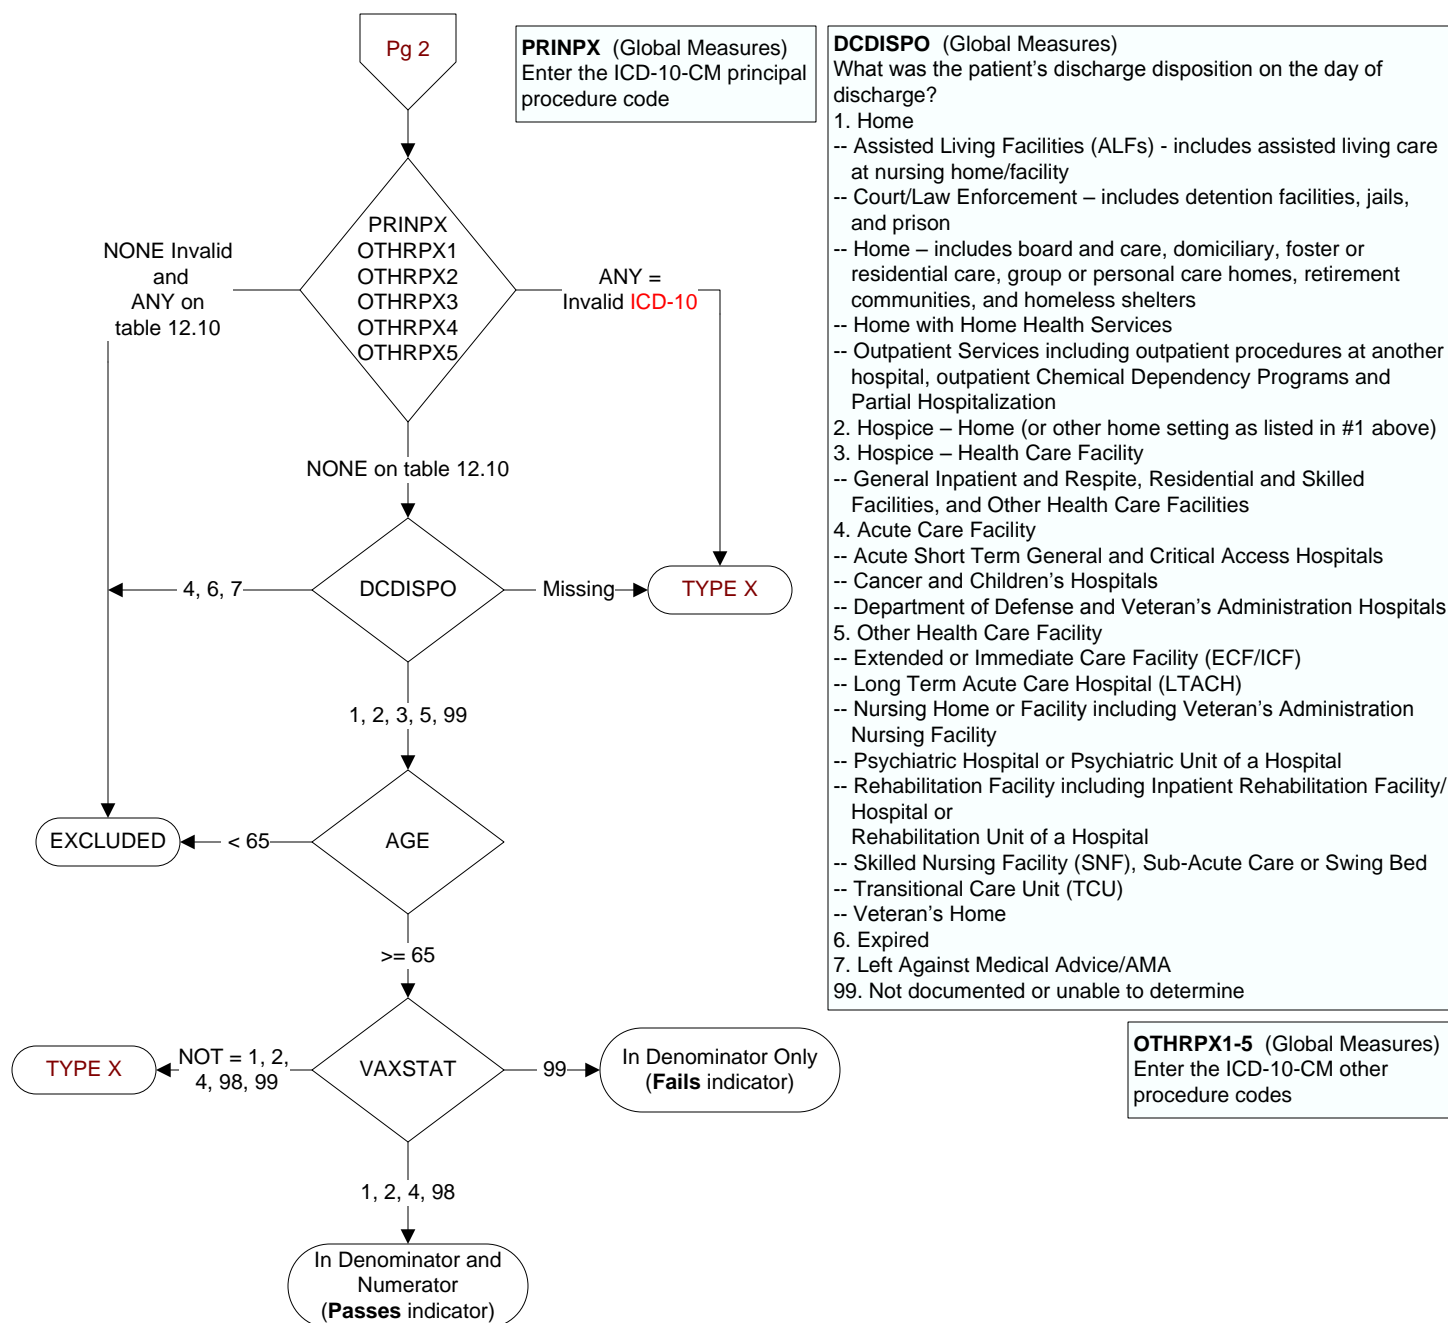 Pg 2
PRINPX (Global Measures)
Enter the ICD-10-CM principal
procedure code
DCDISPO (Global Measures)
What was the patient's discharge disposition on the day of
discharge?
1. Home
-- Assisted Living Facilities (ALFs) - includes assisted living care
at nursing home/facility
-- Court/Law Enforcement – includes detention facilities, jails,
and prison
-- Home – includes board and care, domiciliary, foster or
residential care, group or personal care homes, retirement
communities, and homeless shelters
-- Home with Home Health Services
-- Outpatient Services including outpatient procedures at another
hospital, outpatient Chemical Dependency Programs and
Partial Hospitalization
2. Hospice – Home (or other home setting as listed in #1 above)
3. Hospice – Health Care Facility
-- General Inpatient and Respite, Residential and Skilled
Facilities, and Other Health Care Facilities
4. Acute Care Facility
-- Acute Short Term General and Critical Access Hospitals
-- Cancer and Children's Hospitals
-- Department of Defense and Veteran's Administration Hospitals
5. Other Health Care Facility
-- Extended or Immediate Care Facility (ECF/ICF)
-- Long Term Acute Care Hospital (LTACH)
-- Nursing Home or Facility including Veteran's Administration
Nursing Facility
-- Psychiatric Hospital or Psychiatric Unit of a Hospital
-- Rehabilitation Facility including Inpatient Rehabilitation Facility/
Hospital or
Rehabilitation Unit of a Hospital
-- Skilled Nursing Facility (SNF), Sub-Acute Care or Swing Bed
-- Transitional Care Unit (TCU)
-- Veteran's Home
6. Expired
7. Left Against Medical Advice/AMA
99. Not documented or unable to determine
PRINPX
OTHRPX1
OTHRPX2
OTHRPX3
OTHRPX4
OTHRPX5
NONE Invalid
and
ANY on
table 12.10
ANY =
Invalid ICD-10
NONE on table 12.10
4, 6, 7
DCDISPO
Missing
TYPE X
1, 2, 3, 5, 99
EXCLUDED
< 65
AGE
>= 65
TYPE X
NOT = 1, 2,
4, 98, 99
VAXSTAT
99
In Denominator Only
(Fails indicator)
OTHRPX1-5 (Global Measures)
Enter the ICD-10-CM other
procedure codes
1, 2, 4, 98
In Denominator and
Numerator
(Passes indicator)